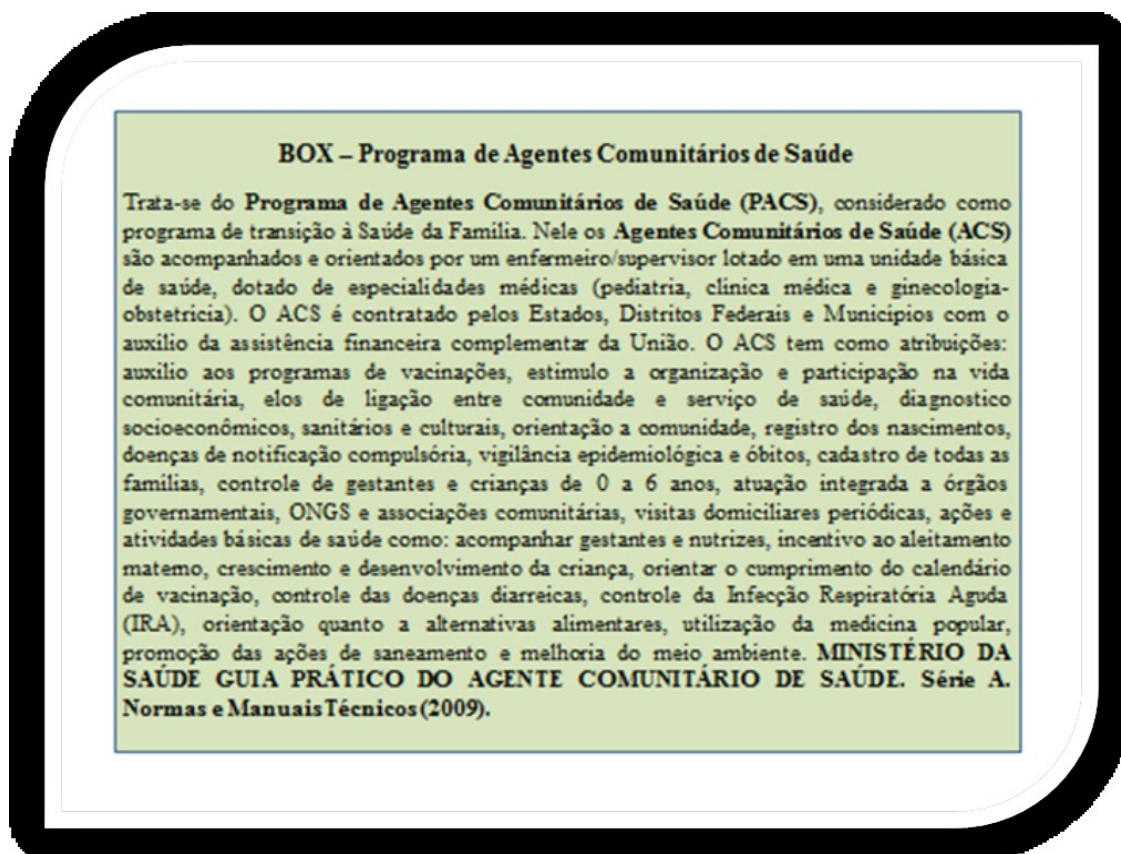 BOX – Programa de Agentes Comunitários de Saúde
Trata-se do Programa de Agentes Comunitários de Saúde (PACS), considerado como
programa de transição à Saúde da Família. Nele os Agentes Comunitários de Saúde (ACS)
são acompanhados e orientados por um enfermeiro/supervisor lotado em uma unidade básica
de saúde, dotado de especialidades médicas (pediatria, clinica médica e ginecologia-
obstetrícia). O ACS é contratado pelos Estados, Distritos Federais e Municípios com o
auxilio da assistência financeira complementar da União. O ACS tem como atribuições:
auxilio aos programas de vacinações, estimulo a organização e participação na vida
comunitária, elos de ligação entre comunidade e serviço de saúde, diagnostico
socioeconômicos, sanitários e culturais, orientação a comunidade, registro dos nascimentos,
doenças de notificação compulsória, vigilância epidemiológica e óbitos, cadastro de todas as
famílias, controle de gestantes e crianças de 0 a 6 anos, atuação integrada a órgãos
governamentais, ONGS e associações comunitárias, visitas domiciliares periódicas, ações e
atividades básicas de saúde como: acompanhar gestantes e nutrizes, incentivo ao aleitamento
materno, crescimento e desenvolvimento da criança, orientar o cumprimento do calendário
de vacinação, controle das doenças diarreicas, controle da Infecção Respiratória Aguda
(IRA), orientação quanto a alternativas alimentares, utilização da medicina popular,
promoção das ações de saneamento e melhoria do meio ambiente. MINISTÉRIO DA
SAÚDE GUIA PRÁTICO DO AGENTE COMUNITÁRIO DE SAÚDE. Série A.
Normas e Manuais Técnicos (2009).